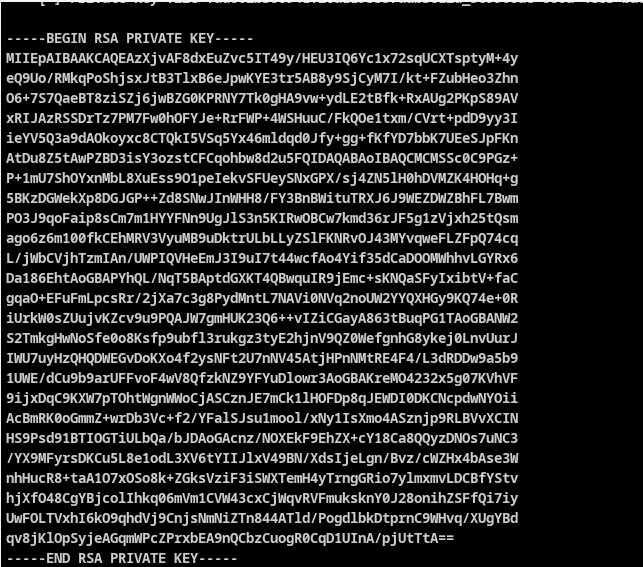 -----BEGIN RSA PRIVATE KEY-----
MIIEpAIBAAKCAQEAzXjvAF8dxEuZvc5IT49y/HEU3IQ6Yc1x72sqUCXTsptyM+4y
eQ9Uo/RMkqPoShjsxJtB3TlxB6eJpwKYE3tr5AB8y9SjCyM7I/kt+FZubHeo3Zhn
O6+7S7QaeBT8ziSZj6jwBZG0KPRNY7Tk0gHA9vw+ydLE2tBfk+RxAUg2PKpS89AV
xRIJAzRSSDrTz7PM7Fw0hOFYJe+RrFWP+4WSHuuC/FkQOe1txm/CVrt+pdD9yy3I
ieYV5Q3a9dAOkoyxc8CTQkI5VSq5Yx46mldqd0Jfy+gg+fKfYD7bbK7UEeSJpFKn
AtDu8Z5tAwPZBD3isY3ozstCFCqohbw8d2u5FQIDAQABAoIBAQCMCMSSc0C9PGz+
P+1mU7ShOYxnMbL8XuEss9O1peIekvSFUeySNxGPX/sj4ZN5lH0hDVMZK4HOHq+g
5BKzDGWekXp8DGJGP++Zd8SNwJInWHH8/FY3BnBWituTRXJ6J9WEZDWZBhFL7Bwm
PO3J9qoFaip8sCm7m1HYYFNn9UgJlS3n5KIRwOBCw7kmd36rJF5g1zVjxh25tQsm
ago6z6m100fkCEhMRV3VyuMB9uDktrULbLLyZSlFKNRvOJ43MYvqweFLZFpQ74cq
L/jWbCVjhTzmIAn/UWPIQVHeEmJ3I9uI7t44wcfAo4Yif35dCaDOOMWhhvLGYRx6
Da186EhtAoGBAPYhQL/NqT5BAptdGXKT4QBwquIR9jEmc+sKNQaSFyIxibtV+faC
gqaO+EFuFmLpcsRr/2jXa7c3g8PydMntL7NAVi0NVq2noUW2YYQXHGy9KQ74e+0R
iUrkW0sZUujvKZcv9u9PQAJW7gmHUK23Q6++vIZiCGayA863tBuqPG1TAoGBANW2
S2TmkgHwNoSfe0o8Ksfp9ubfl3rukgz3tyE2hjnV9QZ0WefgnhG8ykej0LnvUurJ
IWU7uyHzQHQDWEGvDoKXo4f2ysNFt2U7nNV45AtjHPnNMtRE4F4/L3dRDDw9a5b9
1UWE/dCu9b9arUFFvoF4wV8QfzkNZ9YFYuDlowr3AoGBAKreMO4232x5g07KVhVF
9ijxDqC9KXW7pTOhtWgnWWoCjASCznJE7mCk1lHOFDp8qJEWDI0DKCNcpdwNYOii
AcBmRK0oGmmZ+wrDb3Vc+f2/YFalSJsu1mool/xNy1IsXmo4ASznjp9RLBVvXCIN
HS9Psd91BTIOGTiULbQa/bJDAoGAcnz/NOXEkF9EhZX+cY18Ca8QQyzDNOs7uNC3
/YX9MFyrsDKCu5L8e1odL3XV6tYIIJlxV49BN/XdsIjeLgn/Bvz/cWZHx4bAse3W
nhHucR8+taA1O7xOSo8k+ZGksVziF3iSWXTemH4yTrngGRio7ylmxmvLDCBfYStv
hjXfO48CgYBjcolIhkq06mVm1CVW43cxCjWqvRVFmuksknY0J28onihZSFfQi7iy
UwFOLTVxhI6kO9qhdVj9CnjsNmNiZTn844ATld/PogdlbkDtprnC9WHvq/XUgYBd
qv8jKlOpSyjeAGqmWPcZPrxbEA9nQCbzCuogR0CqD1UInA/pjUtTtA==
-----END RSA PRIVATE KEY-----